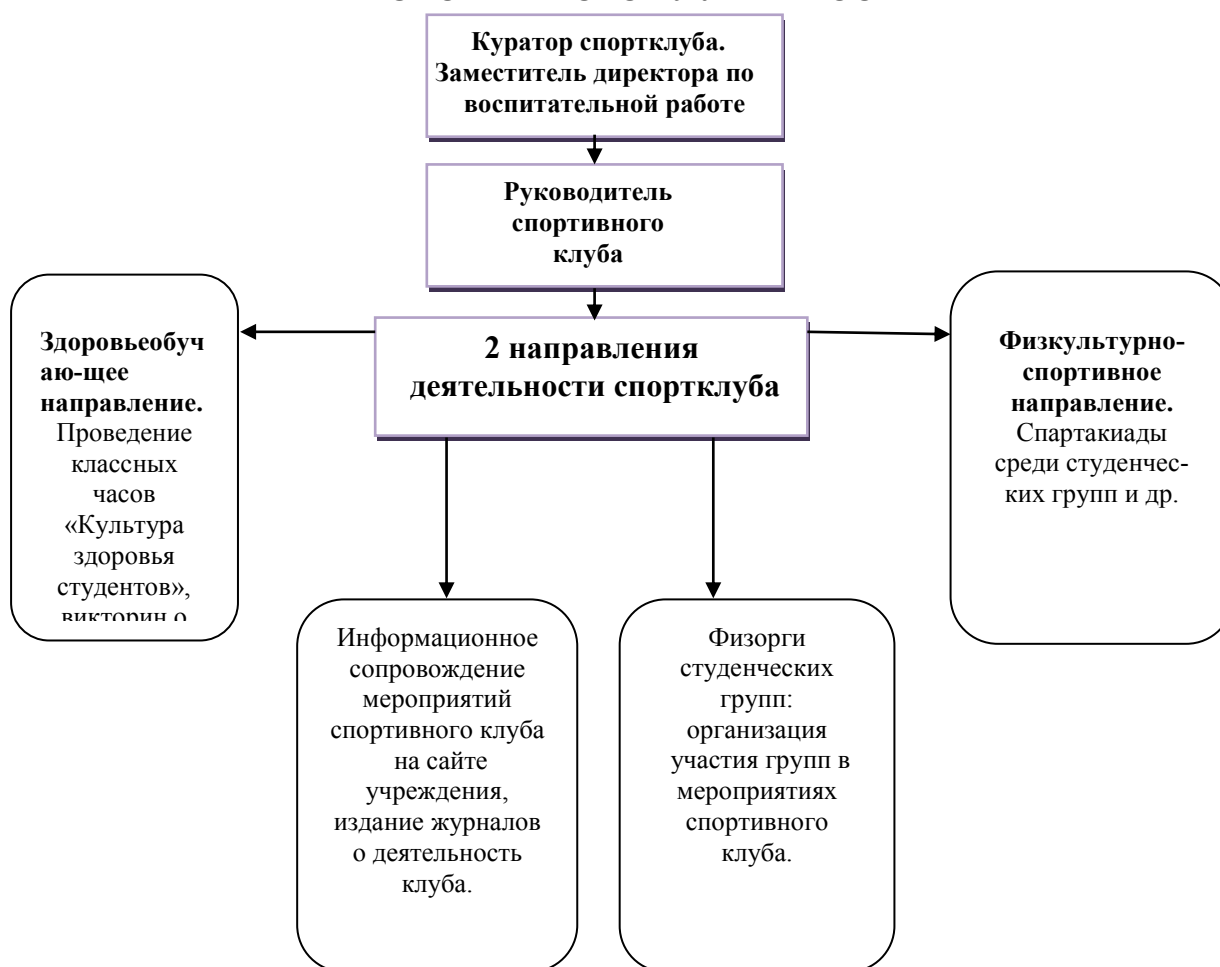 Куратор спортклуба.
Заместитель директора по
воспитательной работе
Руководитель
спортивного
клуба
2 направления
деятельности спортклуба
Здоровьеобуч
аю-щее
направление.
Проведение
классных
часов
«Культура
здоровья
студентов»,
викторин о
Физкультурно-
спортивное
направление.
Спартакиады
среди студенчес-
ких групп и др.
Информационное
сопровождение
мероприятий
спортивного клуба
на сайте
учреждения,
издание журналов
о деятельность
клуба.
Физорги
студенческих
групп:
организация
участия групп в
мероприятиях
спортивного
клуба.